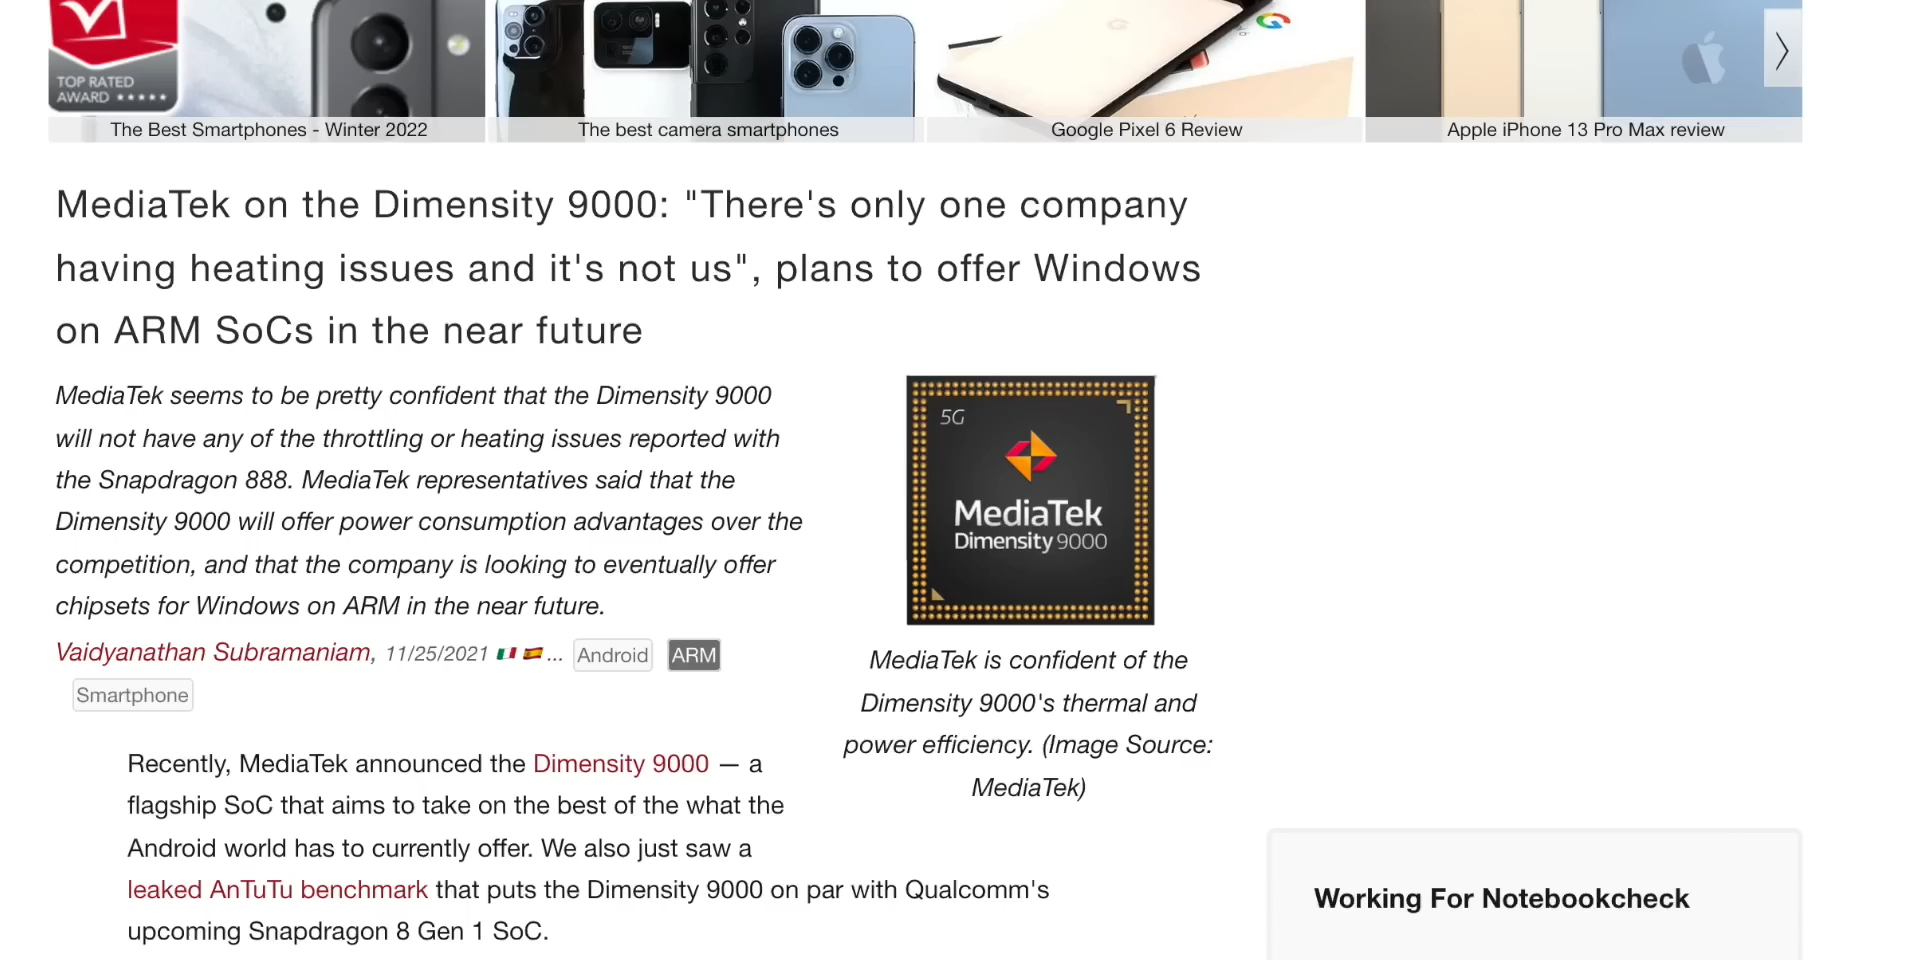 TOP RATED
AWARD ★★★★★
The Best Smartphones - Winter 2022
The best camera smartphones
Google Pixel 6 Review
Apple iPhone 13 Pro Max review
MediaTek on the Dimensity 9000: "There's only one company
having heating issues and it's not us", plans to offer Windows
on ARM SoCs in the near future
MediaTek seems to be pretty confident that the Dimensity 9000
will not have any of the throttling or heating issues reported with
the Snapdragon 888. MediaTek representatives said that the
Dimensity 9000 will offer power consumption advantages over the
competition, and that the company is looking to eventually offer
chipsets for Windows on ARM in the near future.
Vaidyanathan Subramaniam, 11/25/2021 ... Android ARM
Smartphone
5G
MediaTek
Dimensity 9000
MediaTek is confident of the
Dimensity 9000's thermal and
power efficiency. (Image Source:
MediaTek)
Recently, MediaTek announced the Dimensity 9000 — a
flagship SoC that aims to take on the best of the what the
Android world has to currently offer. We also just saw a
leaked AnTuTu benchmark that puts the Dimensity 9000 on par with Qualcomm's
upcoming Snapdragon 8 Gen 1 SoC.
Working For Notebookcheck